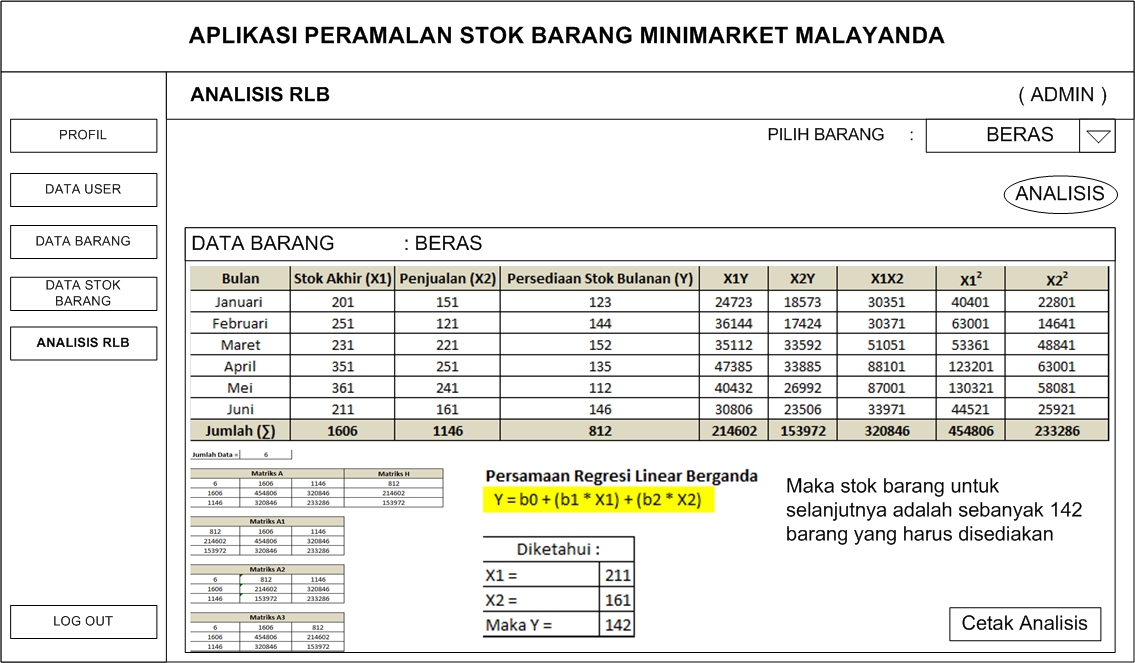 APLIKASI PERAMALAN STOK BARANG MINIMARKET MALAYANDA
ANALISIS RLB ( ADMIN )
PROFIL
DATA USER
DATA BARANG
DATA STOK
BARANG
ANALISIS RLB
LOG OUT
PILIH BARANG : BERAS
ANALISIS
DATA BARANG : BERAS
Bulan Stok Akhir (X1) Penjualan (X2) Persediaan Stok Bulanan (Y) X1Y X2Y X1X2 X1² X2²
Januari 201 151 123 24723 18573 30351 40401 22801
Februari 251 121 144 36144 17424 30371 63001 14641
Maret 231 221 152 35112 33592 51051 53361 48841
April 351 251 135 47385 33885 88101 123201 63001
Mei 361 241 112 40432 26992 87001 130321 58081
Juni 211 161 146 30806 23506 33971 44521 25921
Jumlah (∑) 1606 1146 812 214602 153972 320846 454806 233286
Jumlah Data = 6
Matriks A Matriks H
6 1606 1146 812
1606 454806 320846 214602
1146 320846 233286 153972
Matriks A1
812 1606 1146
214602 454806 320846
153972 320846 233286
Matriks A2
6 812 1146
1606 214602 320846
1146 153972 233286
Matriks A3
6 1606 812
1606 454806 214602
1146 320846 153972
Persamaan Regresi Linear Berganda
Y = b0 + (b1 * X1) + (b2 * X2)
Diketahui :
X1 = 211
X2 = 161
Maka Y = 142
Maka stok barang untuk
selanjutnya adalah sebanyak 142
barang yang harus disediakan
Cetak Analisis